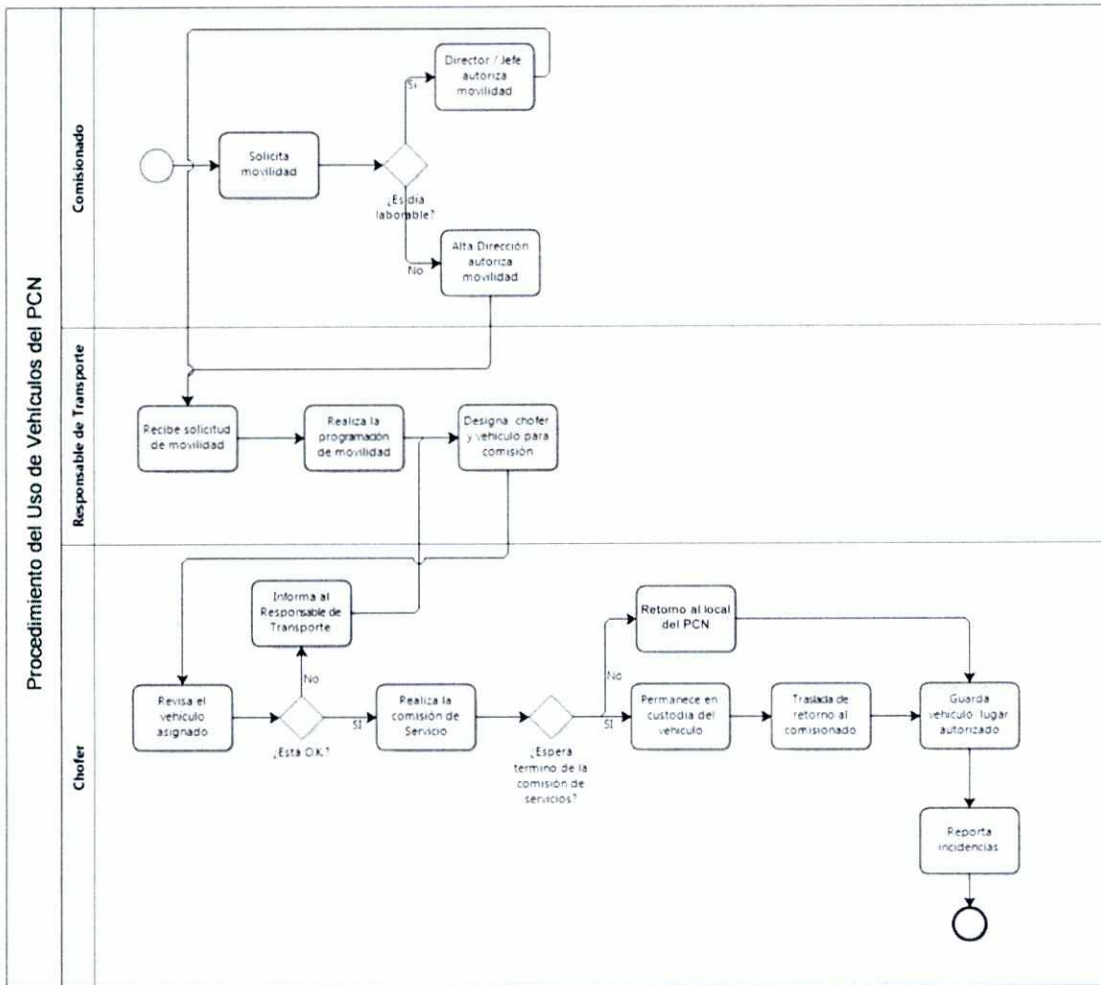 Procedimiento del Uso de Vehículos del PCN
Comisionado
Director / Jefe
autoriza
movilidad
Si
Solicita
movilidad
¿Es día
laborable?
Alta Dirección
autoriza
movilidad
No
Responsable de Transporte
Recibe solicitud
de movilidad
Realiza la
programación
de movilidad
Designa chofer
y vehículo para
comisión
Chofer
Informa al
Responsable de
Transporte
No
Revisa el
vehículo
asignado
¿Está O.K.?
SI
Realiza la
comisión de
Servicio
¿Espera
termino de la
comisión de
servicios?
No
SI
Retorno al local
del PCN
Permanece en
custodia del
vehículo
Traslada de
retorno al
comisionado
Guarda
vehículo lugar
autorizado
Reporta
incidencias